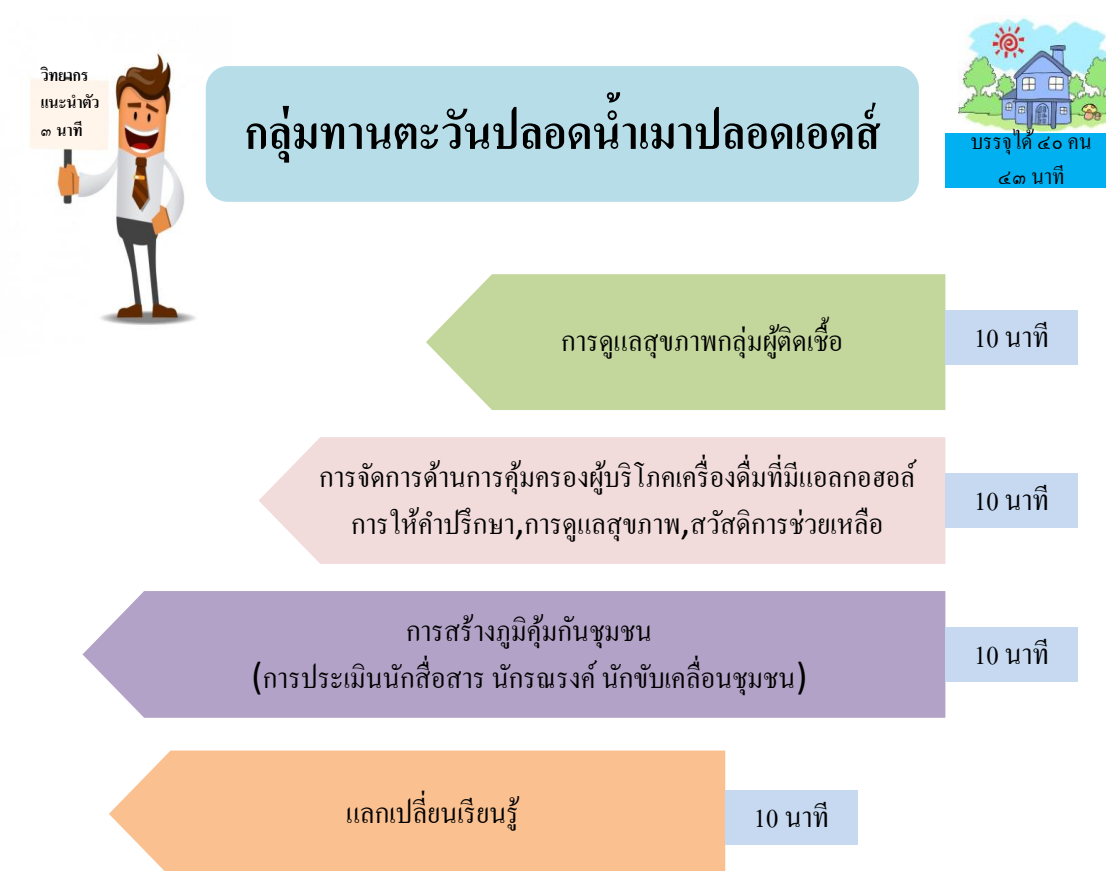 วิทยากร
แนะนำตัว
๓ นาที
กลุ่มทานตะวันปลอดน้ำเมาปลอดเอดส์
บรรจุได้ ๔๐ คน
๔๓ นาที
การดูแลสุขภาพกลุ่มผู้ติดเชื้อ
10 นาที
การจัดการด้านการคุ้มครองผู้บริโภคเครื่องดื่มที่มีแอลกอฮอล์
การให้คำปรึกษา,การดูแลสุขภาพ,สวัสดิการช่วยเหลือ
10 นาที
การสร้างภูมิคุ้มกันชุมชน
(การประเมินนักสื่อสาร นักรณรงค์ นักขับเคลื่อนชุมชน)
10 นาที
แลกเปลี่ยนเรียนรู้
10 นาที